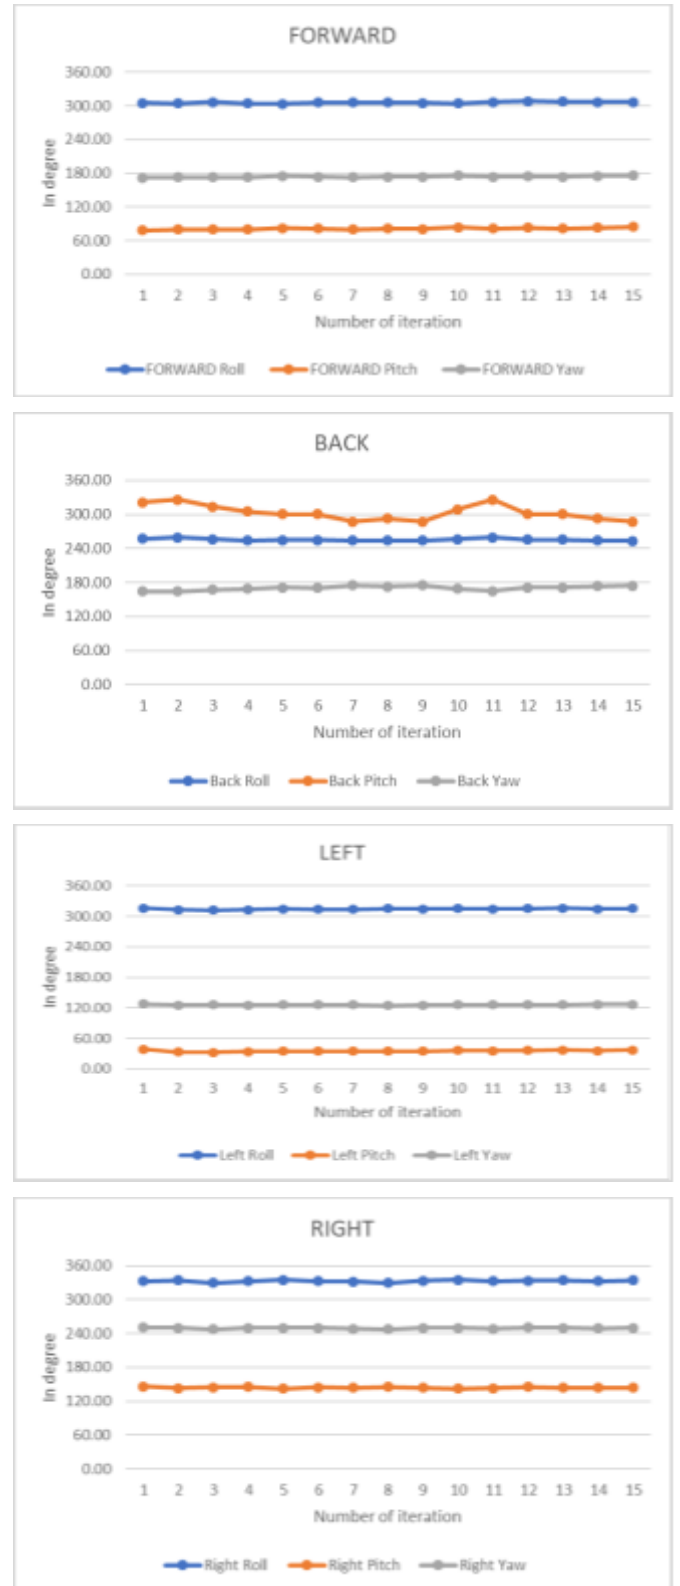 FORWARD
360.00
300.00
240.00
180.00
120.00
60.00
0.00
In degree
1 2 3 4 5 6 7 8 9 10 11 12 13 14 15
Number of iteration
FORWARD Roll FORWARD Pitch FORWARD Yaw
BACK
360.00
300.00
240.00
180.00
120.00
60.00
0.00
In degree
1 2 3 4 5 6 7 8 9 10 11 12 13 14 15
Number of iteration
Back Roll Back Pitch Back Yaw
LEFT
360.00
300.00
240.00
180.00
120.00
60.00
0.00
In degree
1 2 3 4 5 6 7 8 9 10 11 12 13 14 15
Number of iteration
Left Roll Left Pitch Left Yaw
RIGHT
360.00
300.00
240.00
180.00
120.00
60.00
0.00
In degree
1 2 3 4 5 6 7 8 9 10 11 12 13 14 15
Number of iteration
Right Roll Right Pitch Right Yaw